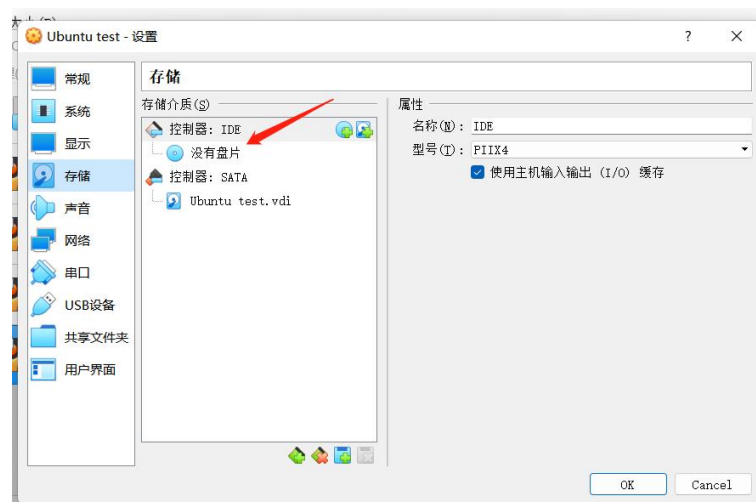 Ubuntu test - 设置
常规
系统
显示
存储
声音
网络
串口
USB设备
共享文件夹
用户界面
存储
存储介质(S)
控制器: IDE
没有盘片
控制器: SATA
Ubuntu test.vdi
属性
名称(N): IDE
型号(T): PIIX4
使用主机输入输出 (I/O) 缓存
OK
Cancel